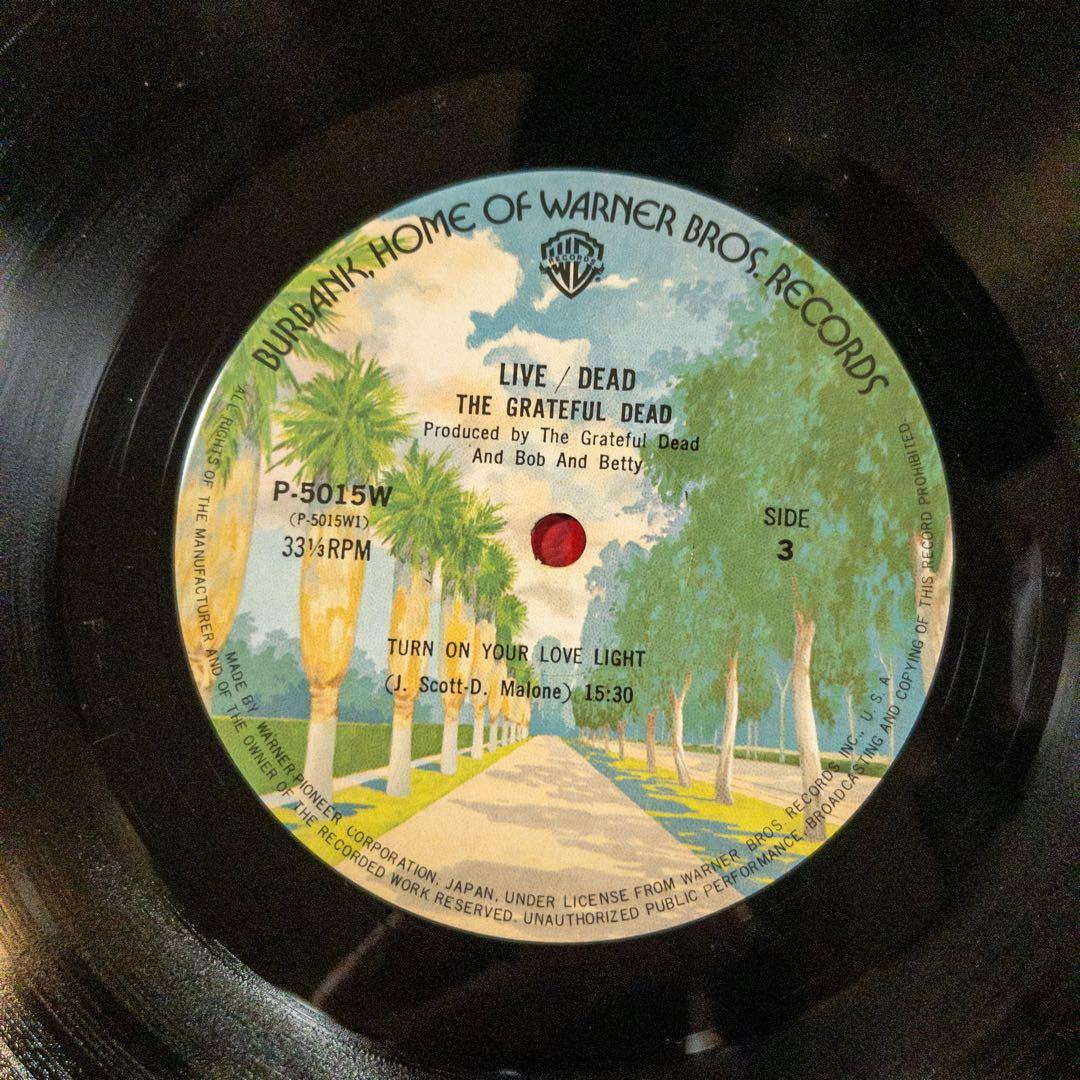 BURBANK, HOME OF WARNER BROS. RECORDS
W RECORDS
LIVE / DEAD
THE GRATEFUL DEAD
Produced by The Grateful Dead
And Bob And Betty
P-5015W
(P-5015W1)
33⅓RPM
SIDE
3
TURN ON YOUR LOVE LIGHT
(J. Scott-D. Malone) 15:30
MADE BY WARNER-PIONEER CORPORATION, JAPAN, UNDER LICENSE FROM WARNER BROS. RECORDS INC., U. S. A.
ALL RIGHTS OF THE MANUFACTURER AND OF THE OWNER OF THE RECORDED WORK RESERVED. UNAUTHORIZED PUBLIC PERFORMANCE, BROADCASTING AND COPYING OF THIS RECORD PROHIBITED.